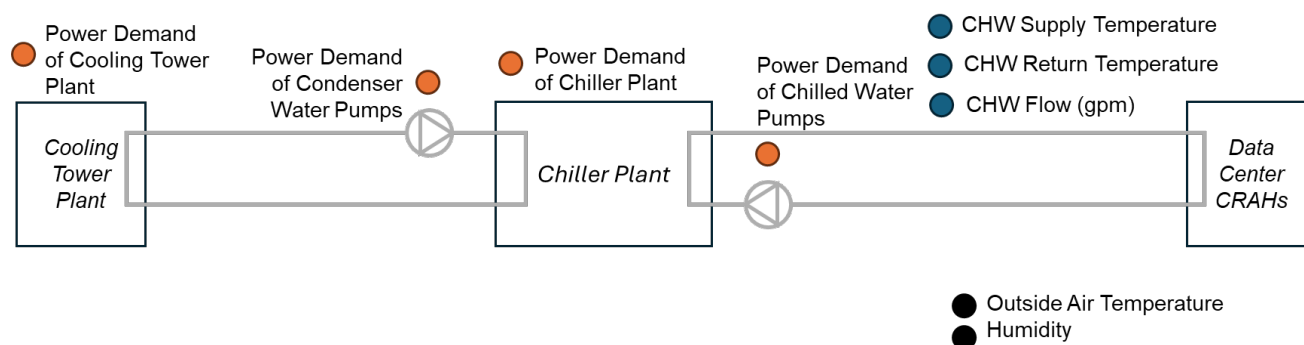 Power Demand
of Cooling Tower
Plant
Power Demand
of Condenser
Water Pumps
Power Demand
of Chiller Plant
Power Demand
of Chilled Water
Pumps
CHW Supply Temperature
CHW Return Temperature
CHW Flow (gpm)
Cooling
Tower
Plant
Chiller Plant
Data
Center
CRAHs
Outside Air Temperature
Humidity